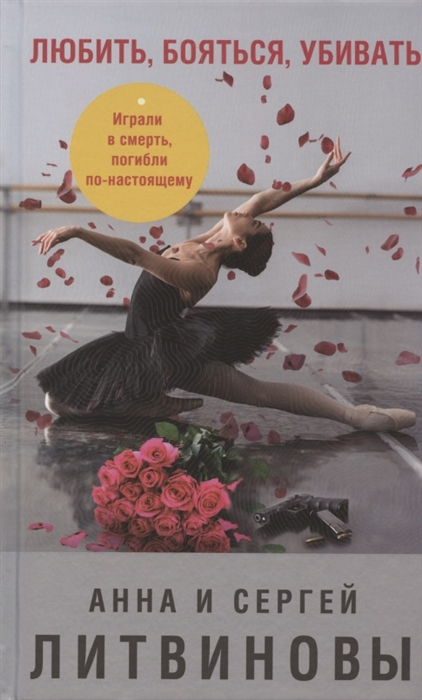 ЛЮБИТЬ, БОЯТЬСЯ, УБИВАТЬ
Играли
в смерть,
погибли
по-настоящему
АННА И СЕРГЕЙ
ЛИТВИНОВЫ